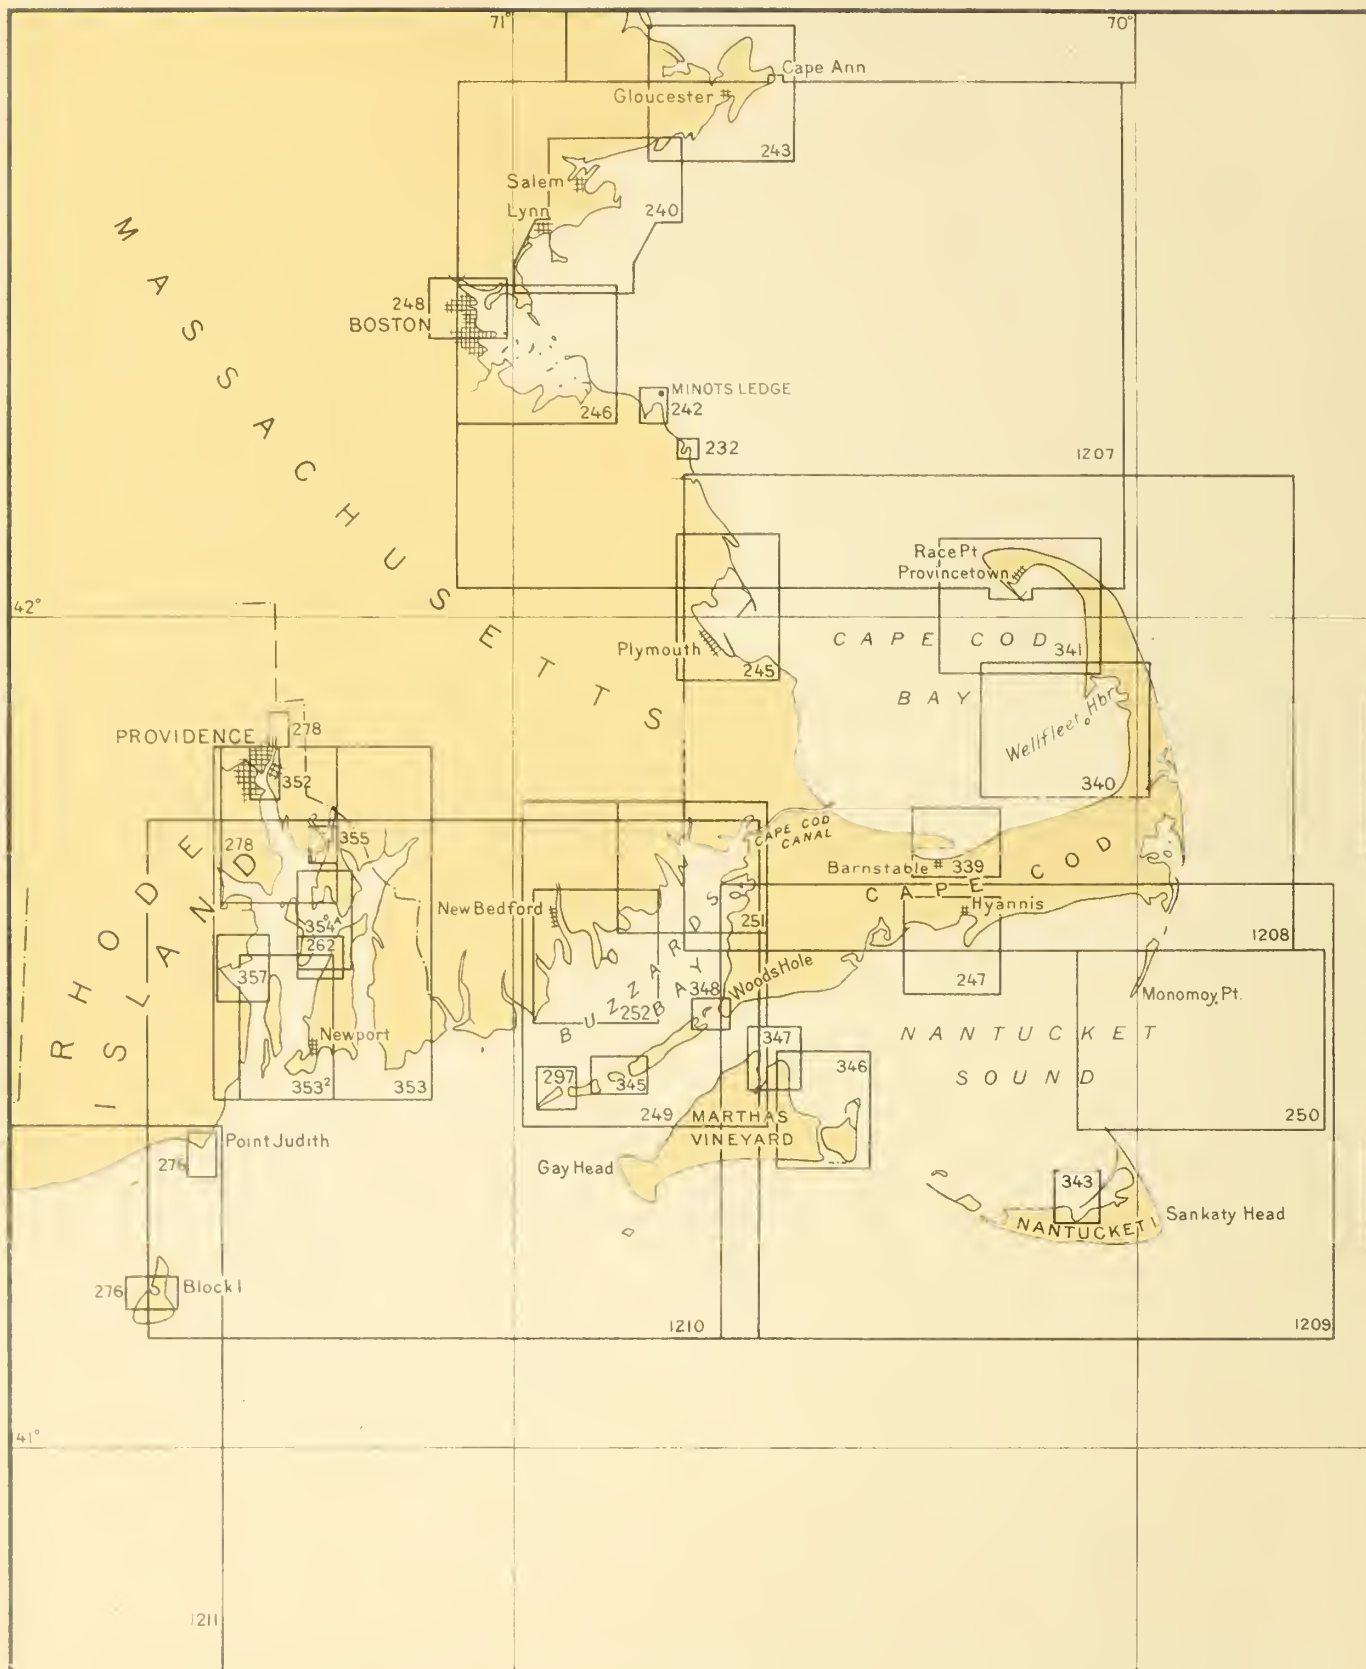 71°
70°
Cape Ann
Gloucester
243
Salem
Lynn
240
248
BOSTON
MINOTS LEDGE
242
246
232
1207
MASSACHUSETTS
Race Pt
Provincetown
42°
CAPE COD
BAY
341
Plymouth
245
Wellfleet Hbr
340
278
PROVIDENCE
352
278
355
CAPE COD
CANAL
Barnstable # 339
CAPE COD
Hyannis
New Bedford
251
354A
262
357
1208
247
Woods Hole
348
252
BUZZARDS
BAY
Monomoy Pt.
RHODE
ISLAND
Newport
353²
353
347
346
297
345
249
NANTUCKET
SOUND
250
MARTHAS
VINEYARD
Point Judith
Gay Head
343
NANTUCKET I
Sankaty Head
276
Block I
1210
1209
41°
1211